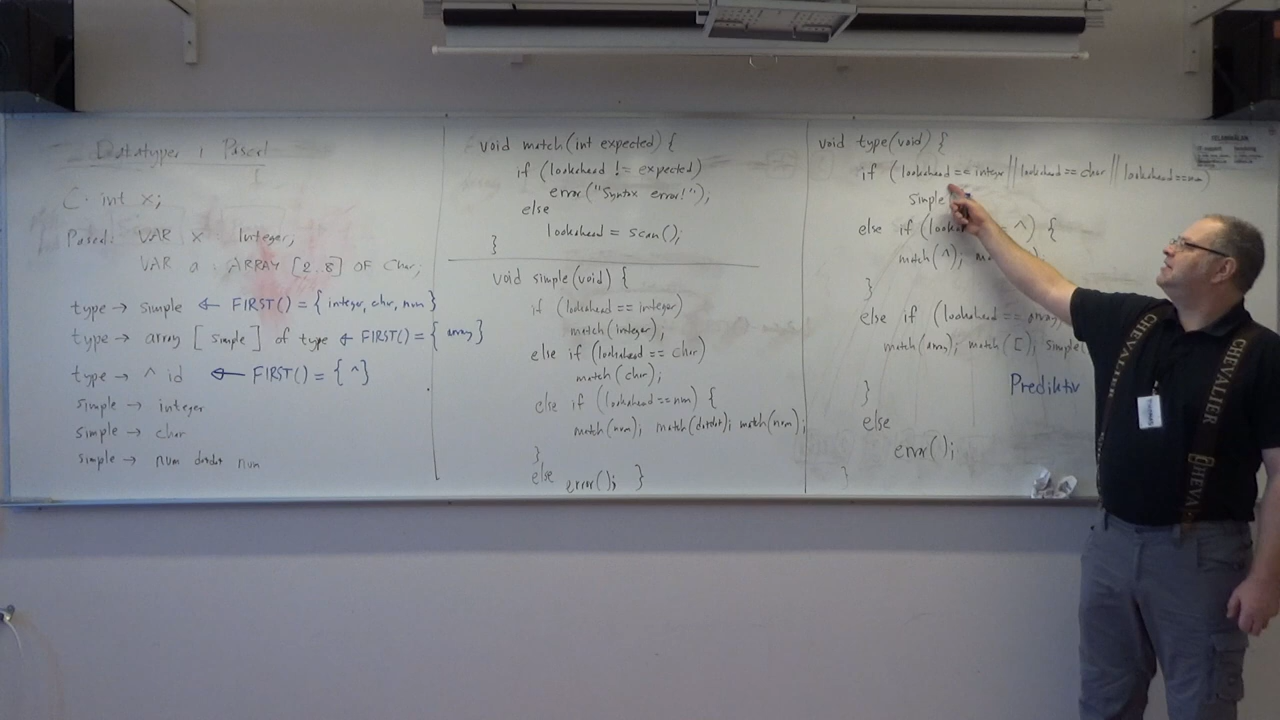 Datatyper i Pascal
C: int x;
Pascal: VAR x Integer;
VAR a: ARRAY [2..8] OF Char;
type → simple ← FIRST() = { integer, chr, num }
type → array [ simple ] of type ← FIRST() = { array }
type → ^ id ← FIRST() = { ^ }
simple → integer
simple → char
simple → num dotdot num
void match(int expected) {
if (lookahead != expected)
error("Syntax error!");
else
lookahead = scan();
}
void simple(void) {
if (lookahead == integer)
match(integer);
else if (lookahead == char)
match(char);
else if (lookahead == num) {
match(num); match(dotdot); match(num);
}
else error(); }
void type(void) {
if (lookahead == integer || lookahead == char || lookahead == num)
simple
else if (looka = ^) {
match(^);
}
else if (lookahead == array
match(array); match([); simple(
Prediktiv
}
else
error();
}
CHEVALIER
CHEVALIER